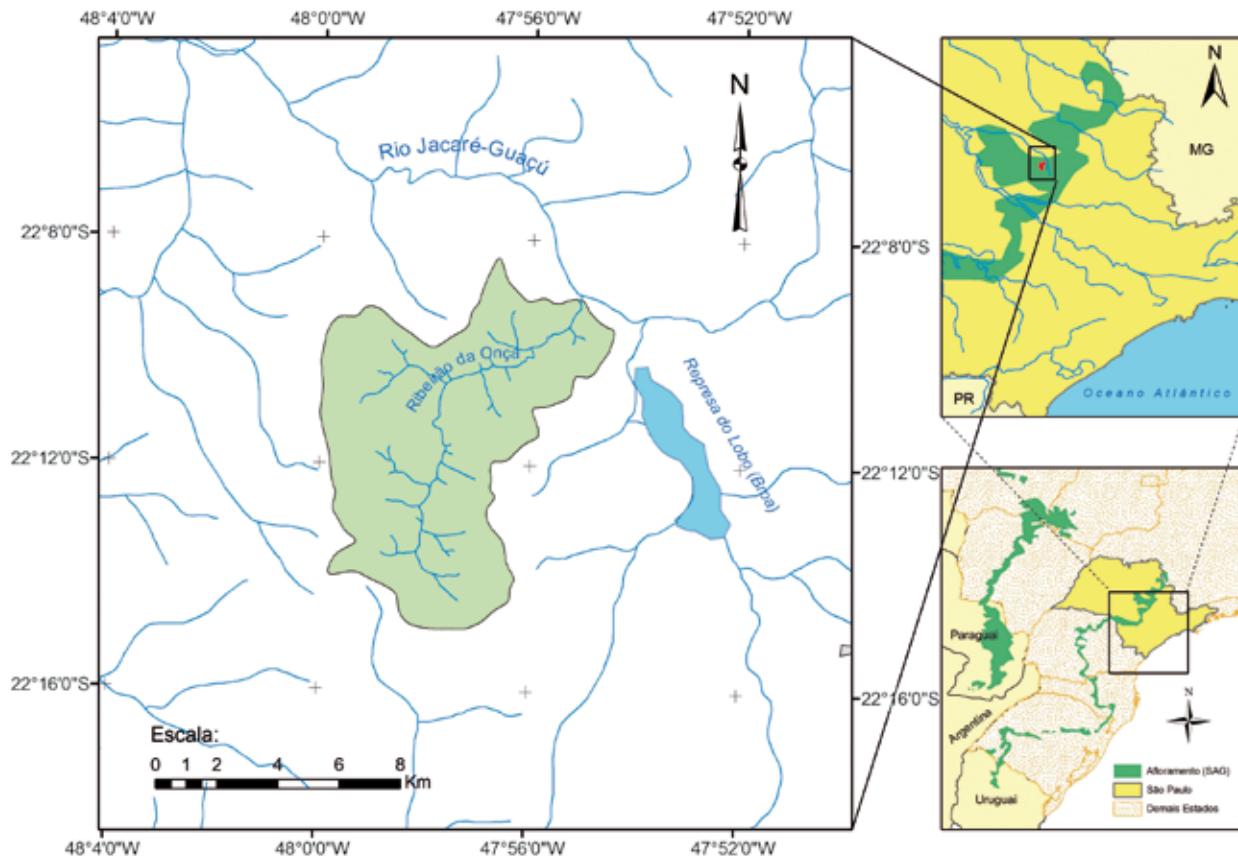 48°4'0"W 48°0'0"W 47°56'0"W 47°52'0"W
N
Rio Jacaré-Guaçú
22°8'0"S
22°8'0"S
Ribeirão da Onça
Represa do Lobo (Broa)
22°12'0"S
22°12'0"S
22°16'0"S
22°16'0"S
Escala:
0 1 2 4 6 8
Km
48°4'0"W 48°0'0"W 47°56'0"W 47°52'0"W
N
MG
PR
Oceano Atlântico
Paraguai
Argentina
Uruguai
N
Afloramento (SAG)
São Paulo
Demais Estados